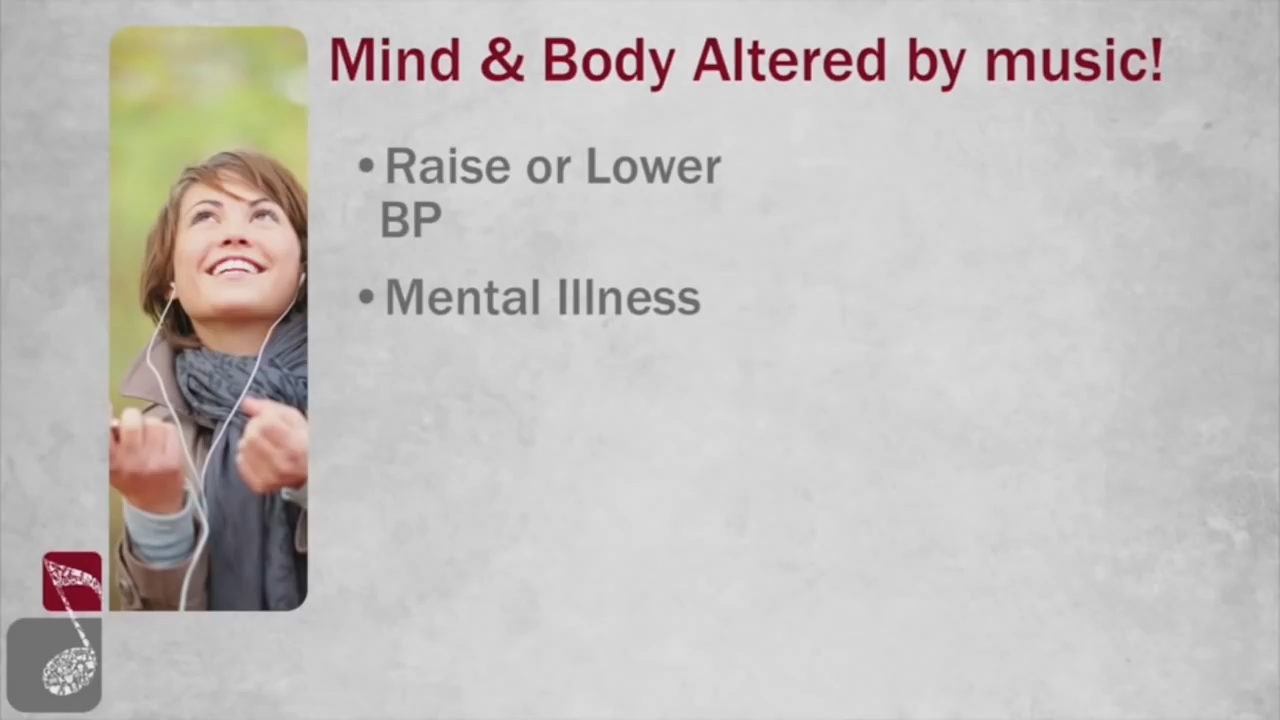 Mind & Body Altered by music!
• Raise or Lower
BP
• Mental Illness